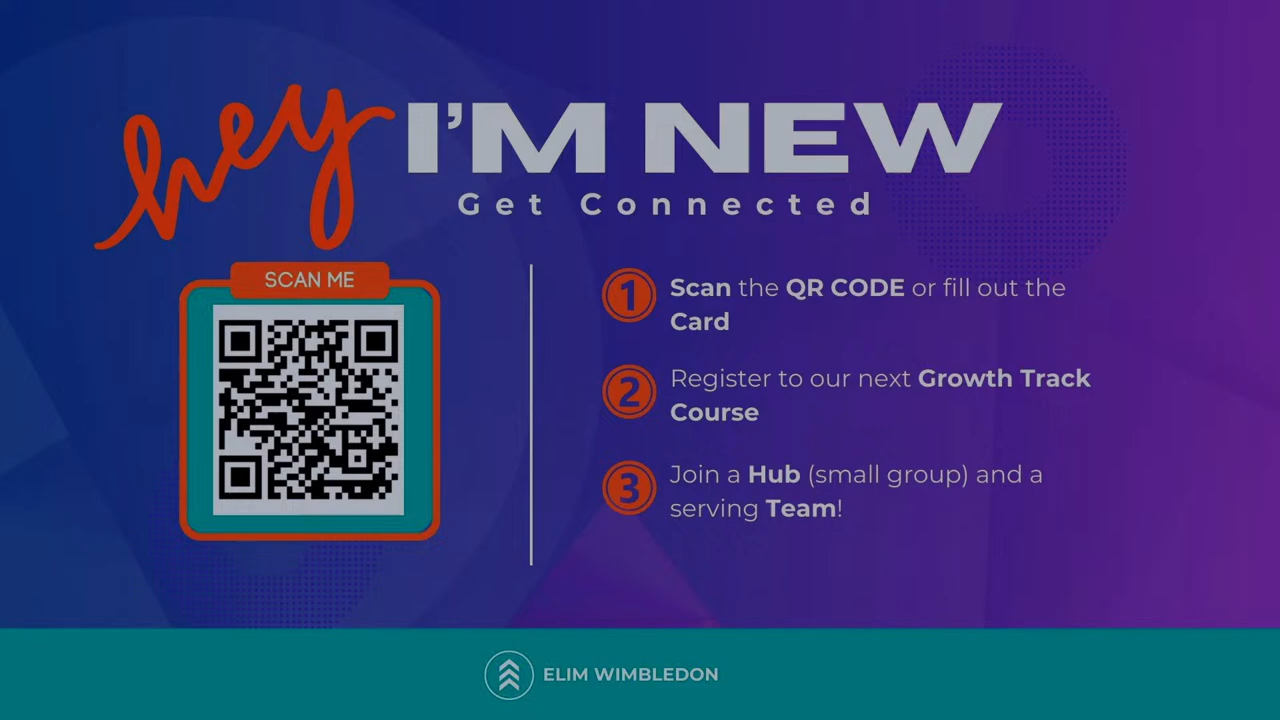 hey I'M NEW
Get Connected
SCAN ME
1 Scan the QR CODE or fill out the
Card
2 Register to our next Growth Track
Course
3 Join a Hub (small group) and a
serving Team!
ELIM WIMBLEDON